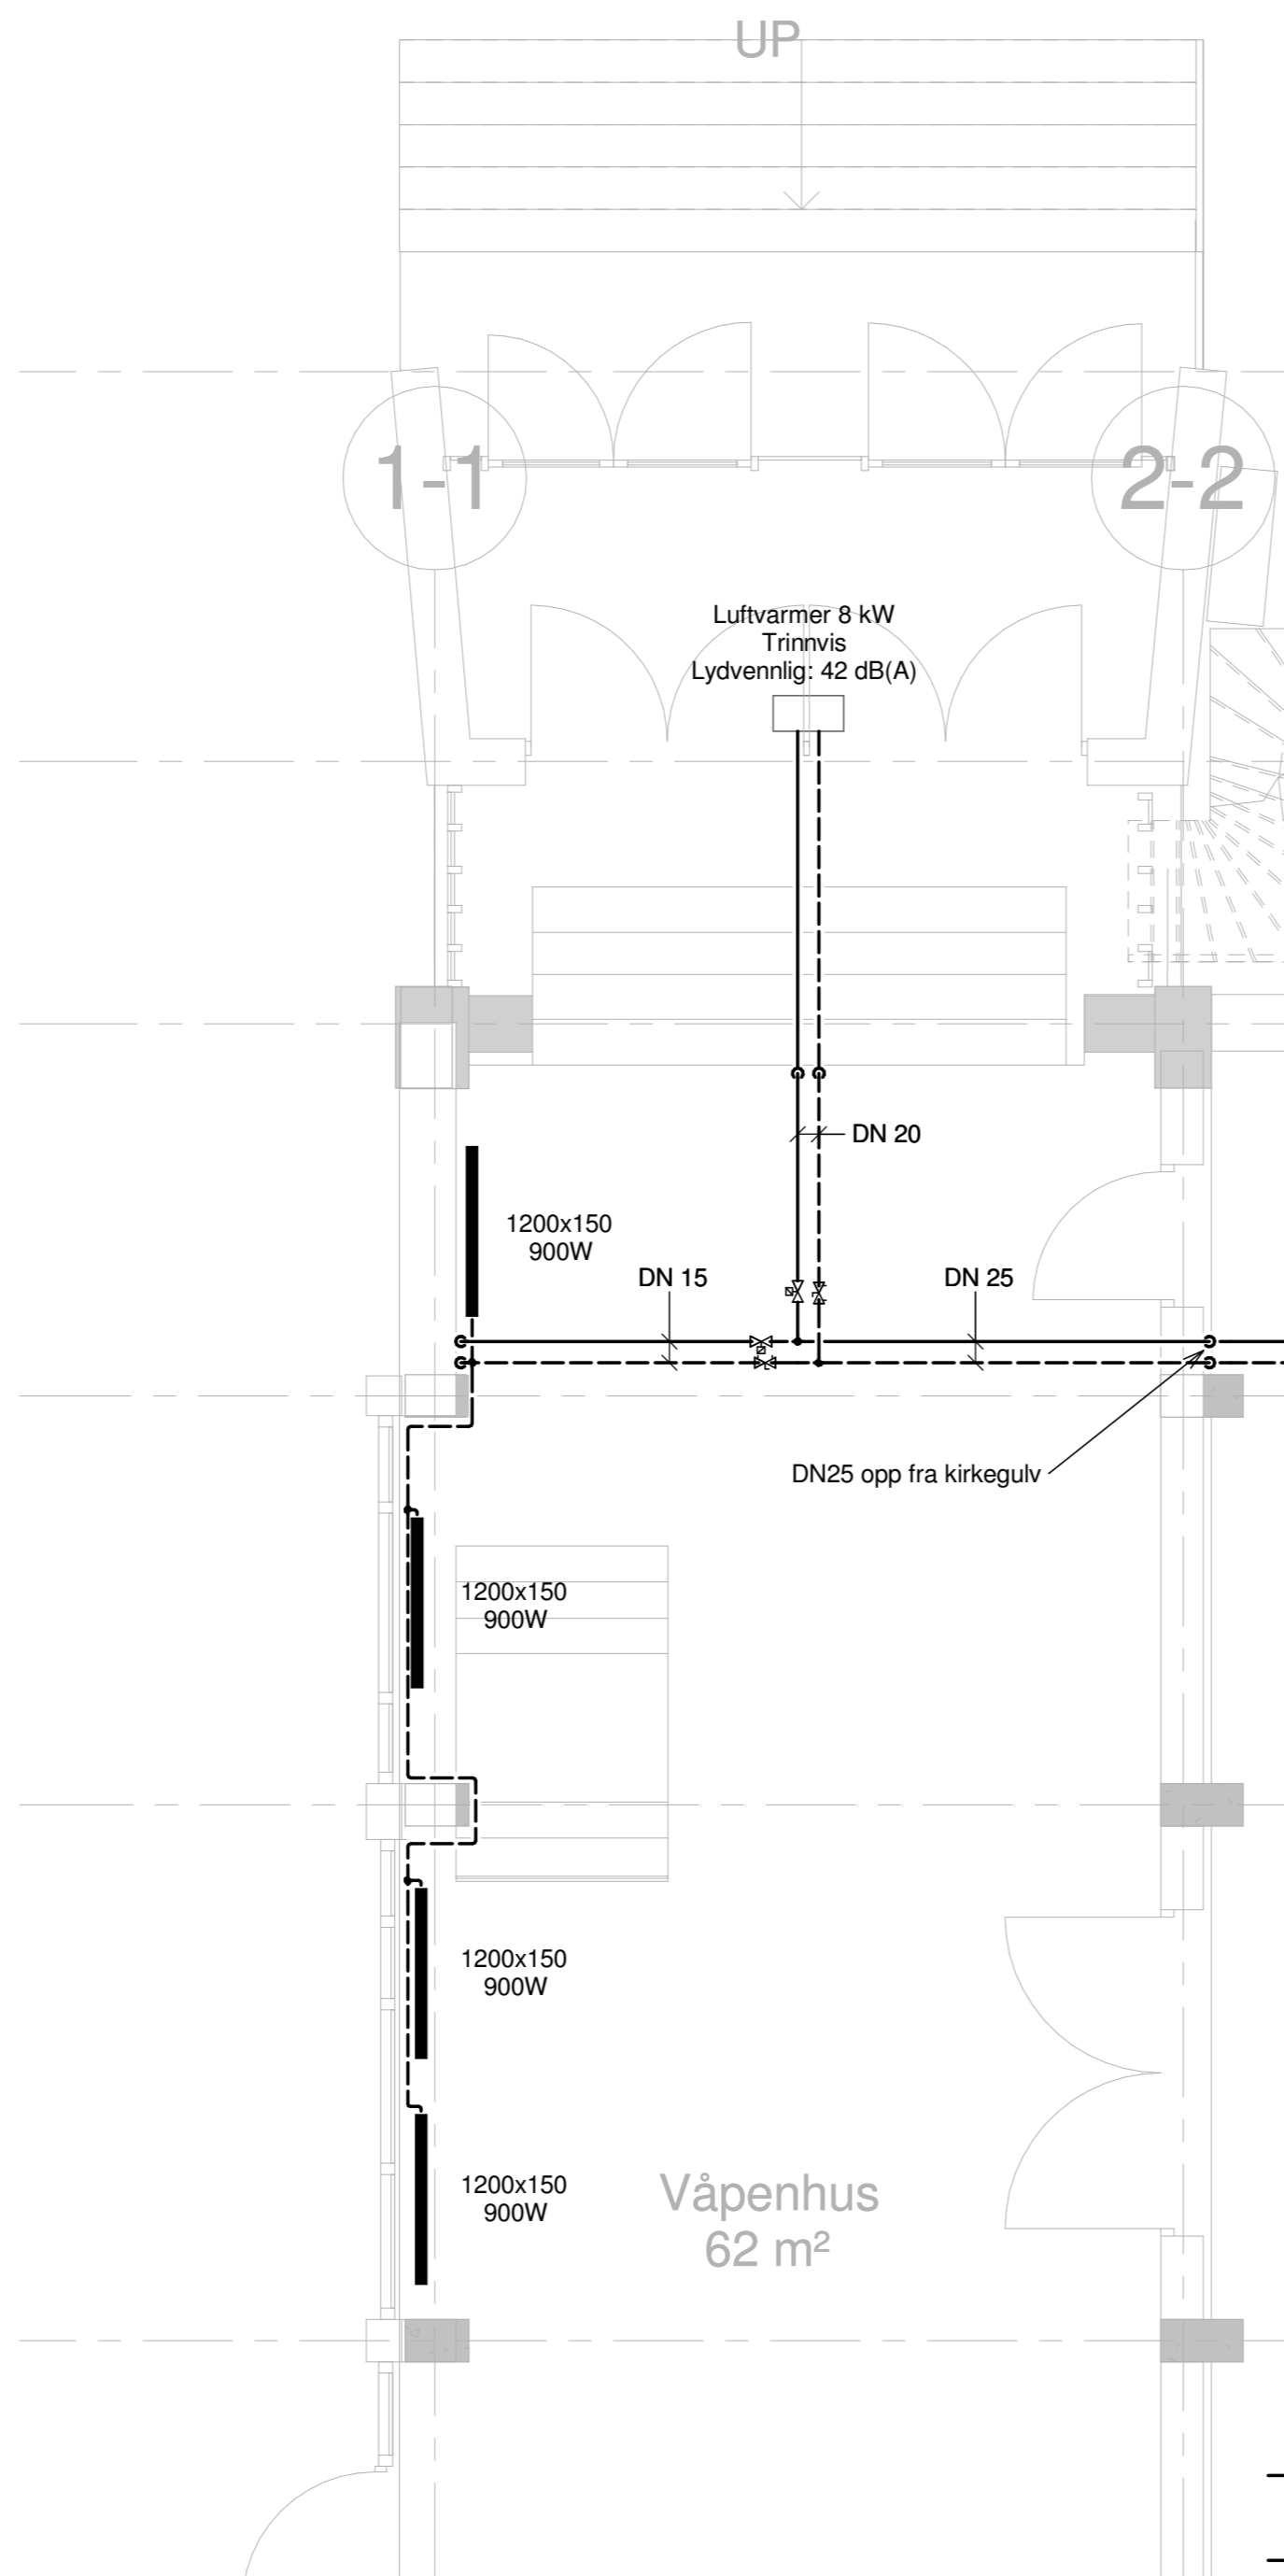 UP
1-1
2-2
Luftvarmer 8 kW
Trinnvis
Lydvennlig: 42 dB(A)
DN 20
1200x150
900W
DN 15
DN 25
DN25 opp fra kirkegulv
1200x150
900W
1200x150
900W
1200x150
900W
Våpenhus
62 m²